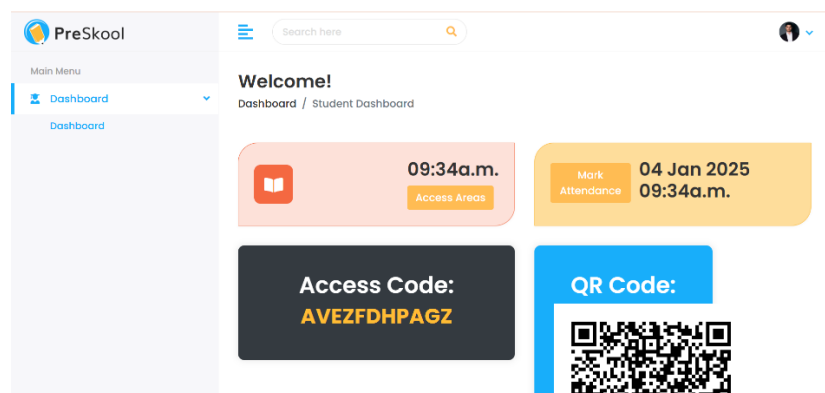 PreSkool
Search here
Main Menu
Dashboard
Dashboard
Welcome!
Dashboard / Student Dashboard
09:34a.m.
Access Areas
Mark
Attendance
04 Jan 2025
09:34a.m.
Access Code:
AVEZFDHPAGZ
QR Code: